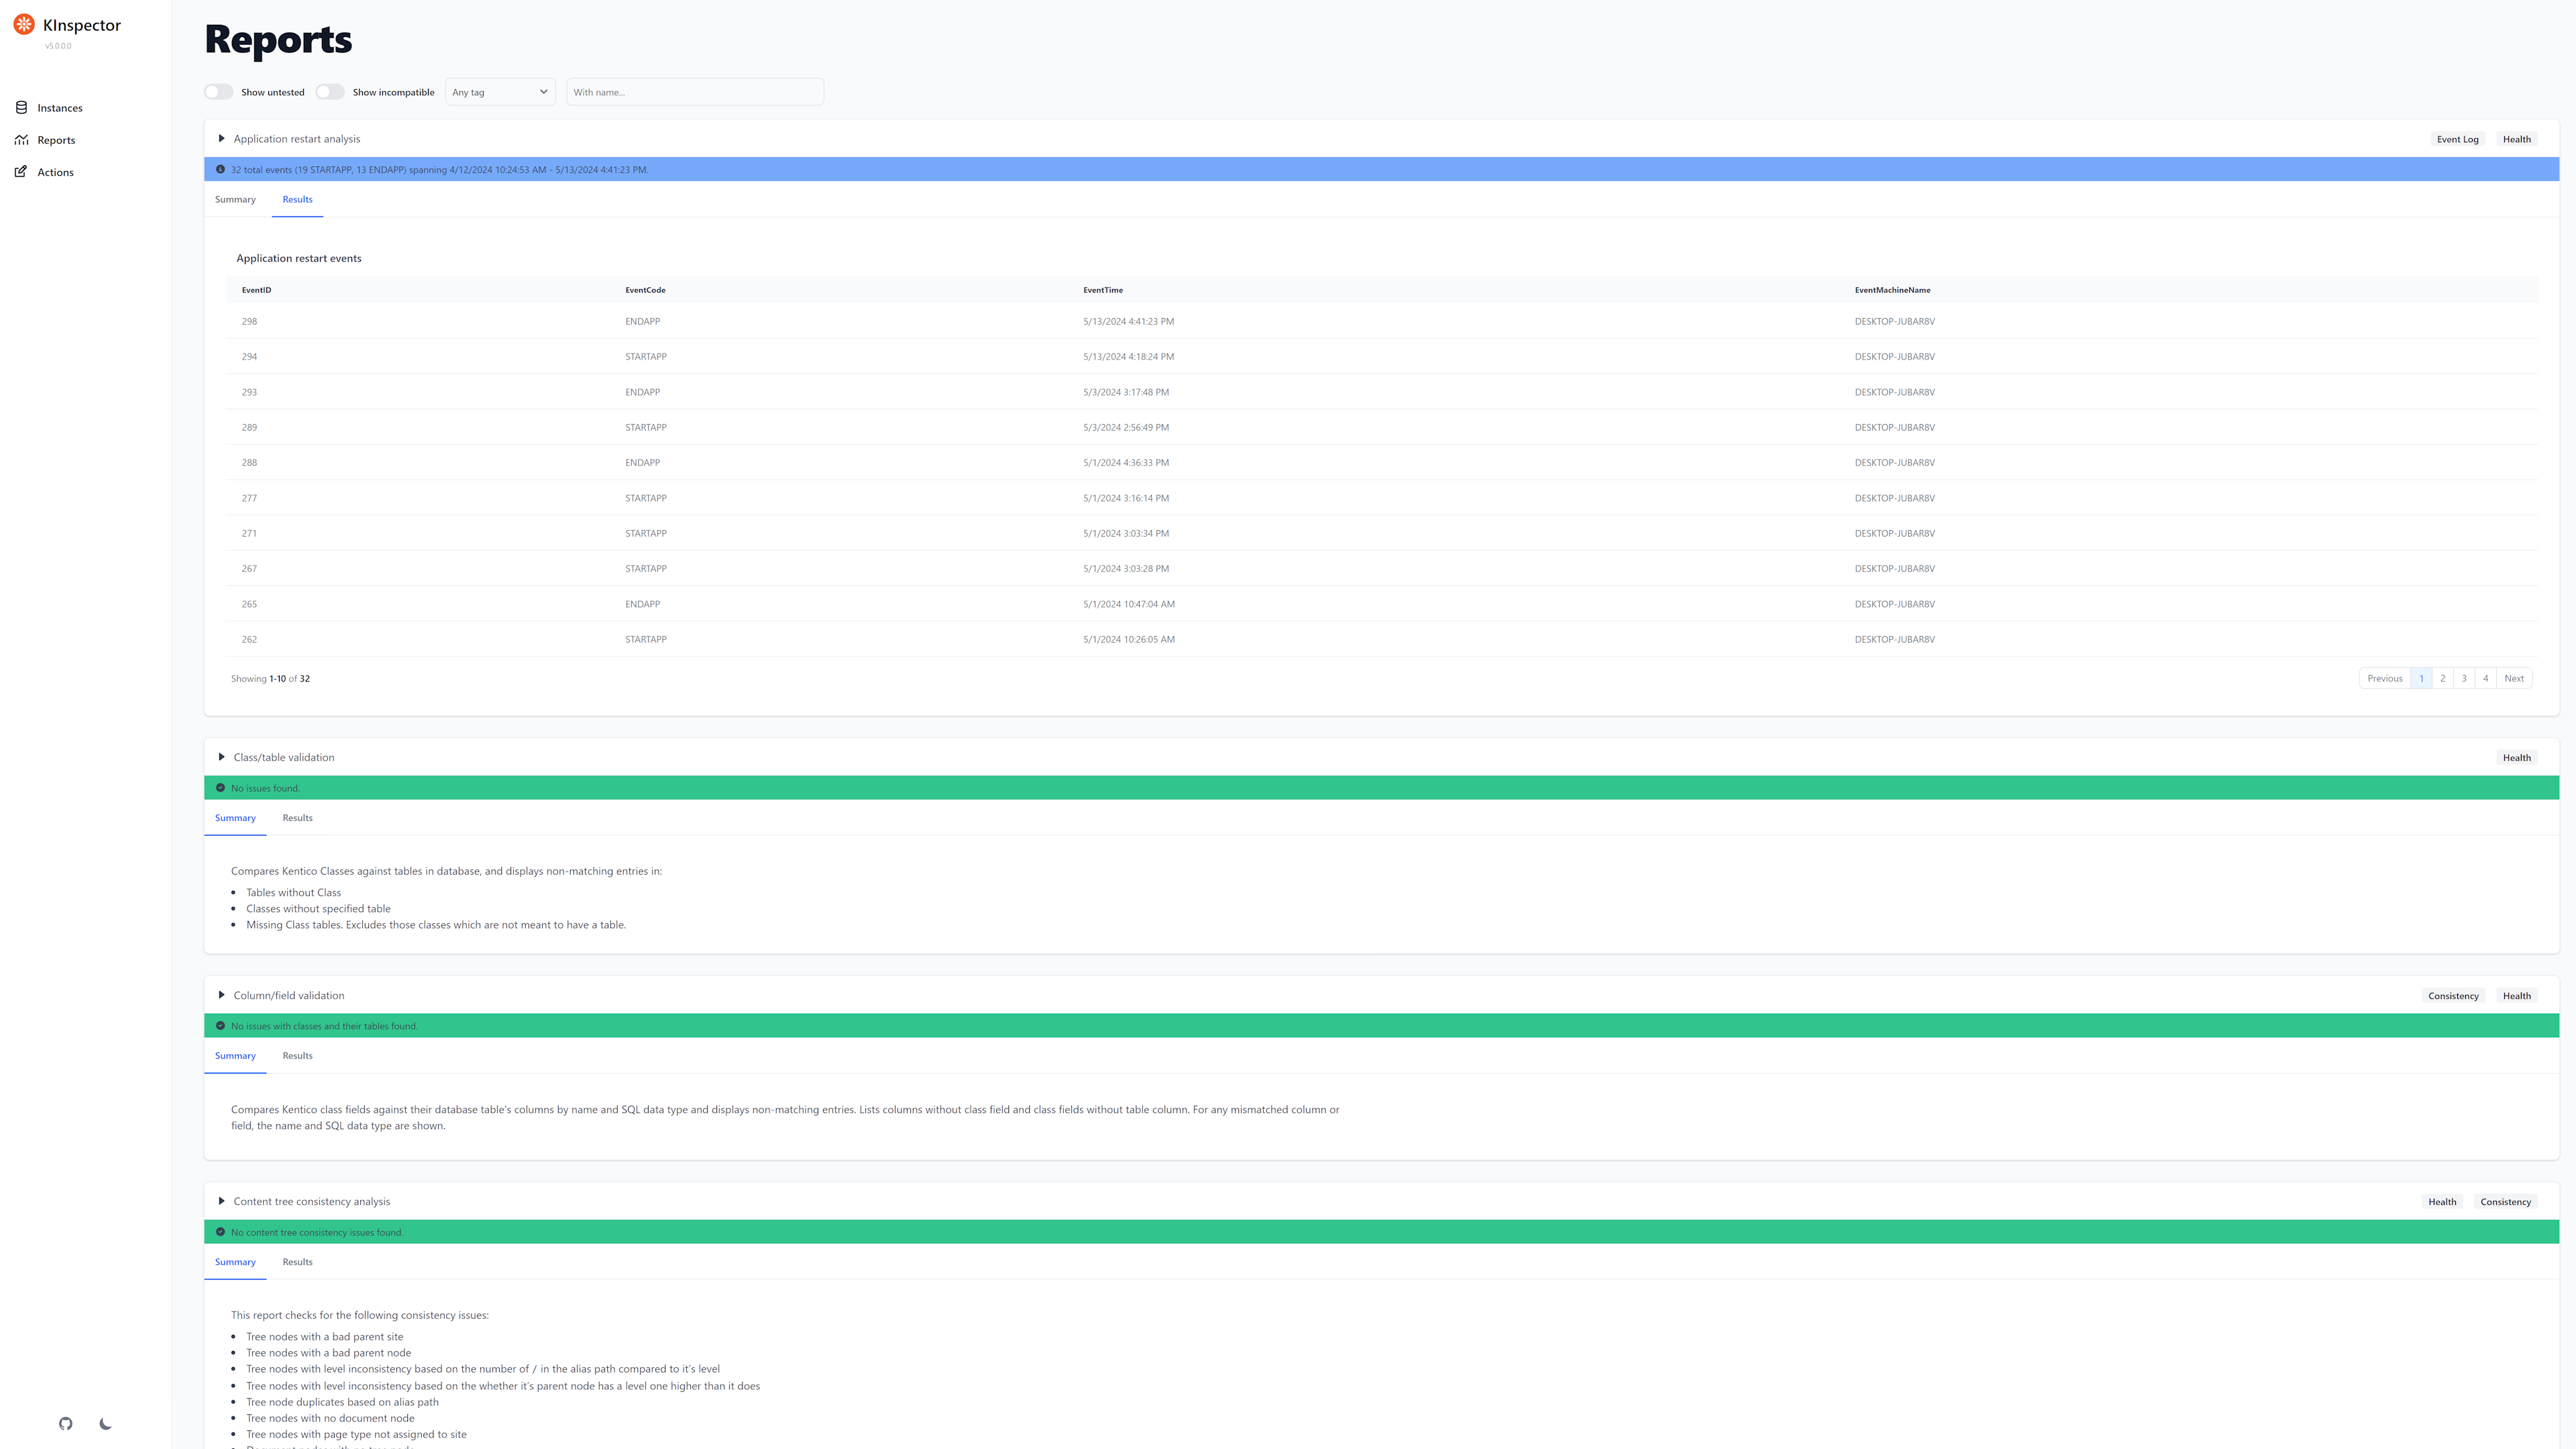 KInspector
v5.0.0.0
Instances
Reports
Actions
Reports
Show untested Show incompatible Any tag With name...
Application restart analysis Event Log Health
32 total events (19 STARTAPP, 13 ENDAPP) spanning 4/12/2024 10:24:53 AM - 5/13/2024 4:41:23 PM.
Summary Results
Application restart events
EventID EventCode EventTime EventMachineName
298 ENDAPP 5/13/2024 4:41:23 PM DESKTOP-JUBAR8V
294 STARTAPP 5/13/2024 4:18:24 PM DESKTOP-JUBAR8V
293 ENDAPP 5/3/2024 3:17:48 PM DESKTOP-JUBAR8V
289 STARTAPP 5/3/2024 2:56:49 PM DESKTOP-JUBAR8V
288 ENDAPP 5/1/2024 4:36:33 PM DESKTOP-JUBAR8V
277 STARTAPP 5/1/2024 3:16:14 PM DESKTOP-JUBAR8V
271 STARTAPP 5/1/2024 3:03:34 PM DESKTOP-JUBAR8V
267 STARTAPP 5/1/2024 3:03:28 PM DESKTOP-JUBAR8V
265 ENDAPP 5/1/2024 10:47:04 AM DESKTOP-JUBAR8V
262 STARTAPP 5/1/2024 10:26:05 AM DESKTOP-JUBAR8V
Showing 1-10 of 32 Previous 1 2 3 4 Next
Class/table validation Health
No issues found.
Summary Results
Compares Kentico Classes against tables in database, and displays non-matching entries in:
• Tables without Class
• Classes without specified table
• Missing Class tables. Excludes those classes which are not meant to have a table.
Column/field validation Consistency Health
No issues with classes and their tables found.
Summary Results
Compares Kentico class fields against their database table's columns by name and SQL data type and displays non-matching entries. Lists columns without class field and class fields without table column. For any mismatched column or
field, the name and SQL data type are shown.
Content tree consistency analysis Health Consistency
No content tree consistency issues found.
Summary Results
This report checks for the following consistency issues:
• Tree nodes with a bad parent site
• Tree nodes with a bad parent node
• Tree nodes with level inconsistency based on the number of / in the alias path compared to it's level
• Tree nodes with level inconsistency based on the whether it's parent node has a level one higher than it does
• Tree node duplicates based on alias path
• Tree nodes with no document node
• Tree nodes with page type not assigned to site